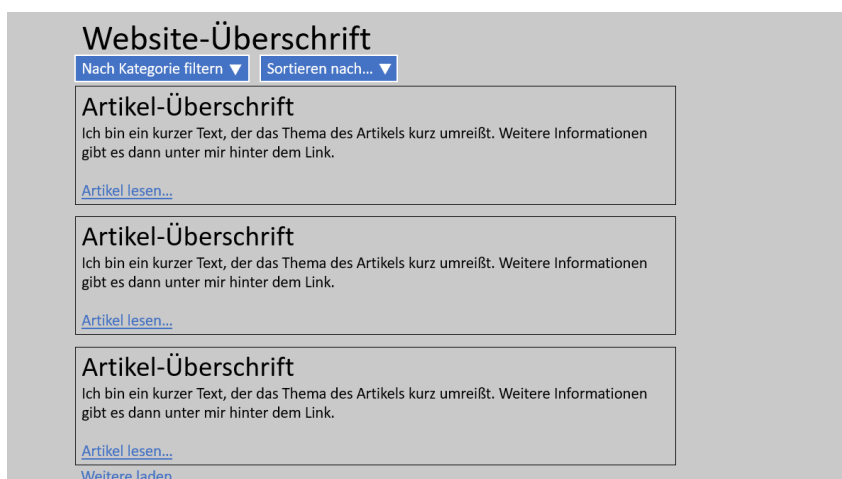 Website-Überschrift
Nach Kategorie filtern ▼ Sortieren nach... ▼
Artikel-Überschrift
Ich bin ein kurzer Text, der das Thema des Artikels kurz umreißt. Weitere Informationen
gibt es dann unter mir hinter dem Link.
Artikel lesen...
Artikel-Überschrift
Ich bin ein kurzer Text, der das Thema des Artikels kurz umreißt. Weitere Informationen
gibt es dann unter mir hinter dem Link.
Artikel lesen...
Artikel-Überschrift
Ich bin ein kurzer Text, der das Thema des Artikels kurz umreißt. Weitere Informationen
gibt es dann unter mir hinter dem Link.
Artikel lesen...
Weitere laden